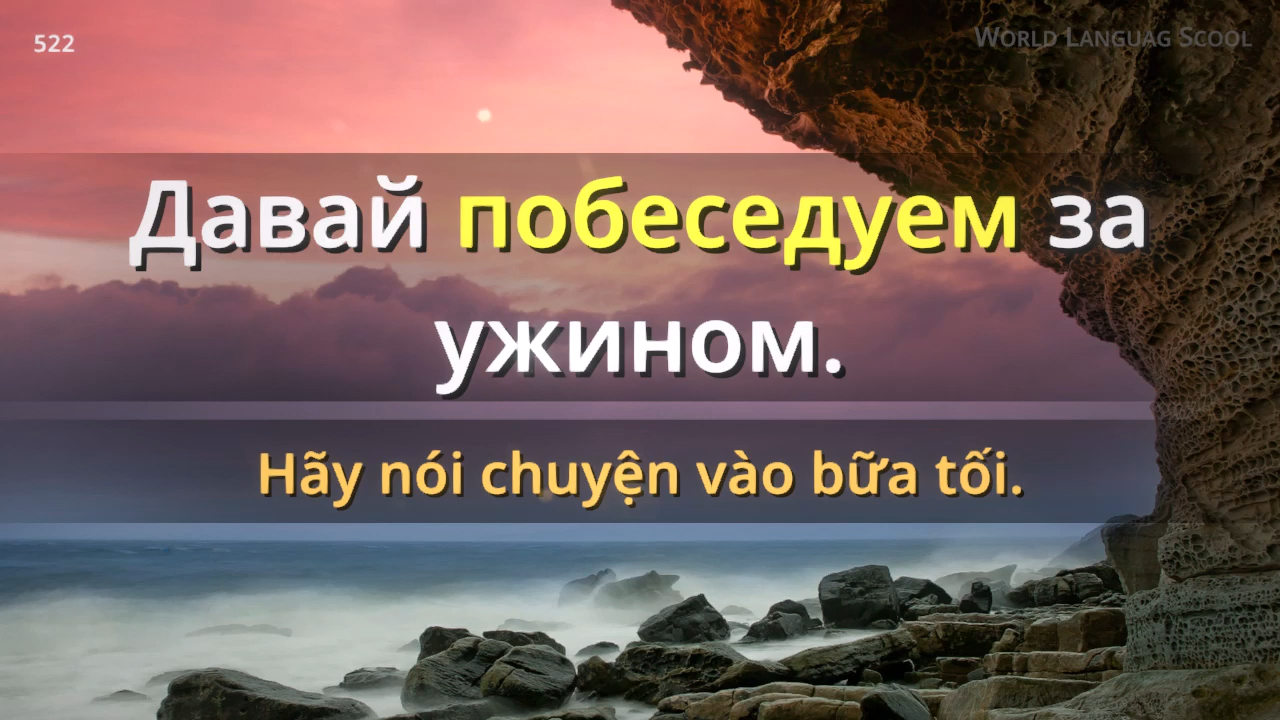 522
World Languag Scool
Давай побеседуем за
ужином.
Hãy nói chuyện vào bữa tối.